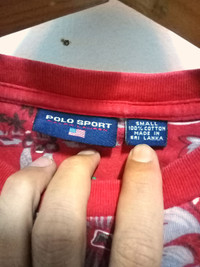 POLO SPORT
SMALL
100% COTTON
MADE IN
SRI LANKA